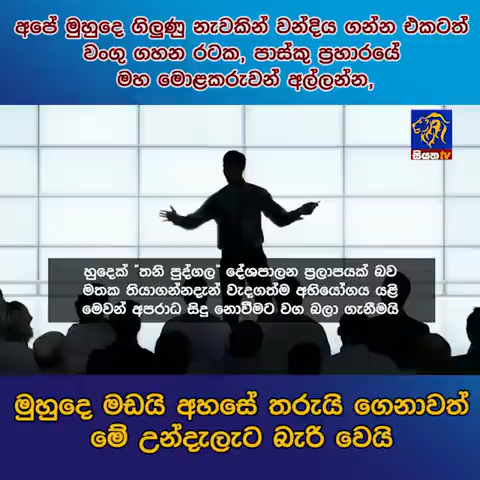 අපේ මුහුදෙ ගිලුණු නැවකින් වන්දිය ගන්න එකටත්
වංගු ගහන රටක, පාස්කු ප්‍රහාරයේ
මහ මොළකරුවන් අල්ලන්න,
සියත tv
හුදෙක් "තනි පුද්ගල" දේශපාලන ප්‍රලාපයක් බව
මතක තියාගන්නදැන් වැදගත්ම අභියෝගය යළි
මෙවන් අපරාධ සිදු නොවීමට වග බලා ගැනීමයි
මුහුදෙ මඩයි අහසේ තරුයි ගෙනාවත්
මේ උන්දැලැට බැරි වෙයි